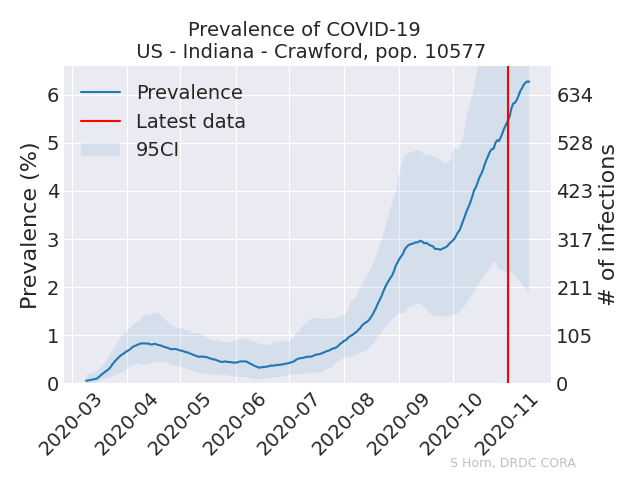 Prevalence of COVID-19
US - Indiana - Crawford, pop. 10577
Prevalence
Latest data
95CI
Prevalence (%)
6
5
4
3
2
1
0
634
528
423
317
211
105
0
# of infections
2020-03
2020-04
2020-05
2020-06
2020-07
2020-08
2020-09
2020-10
2020-11
S Horn, DRDC CORA